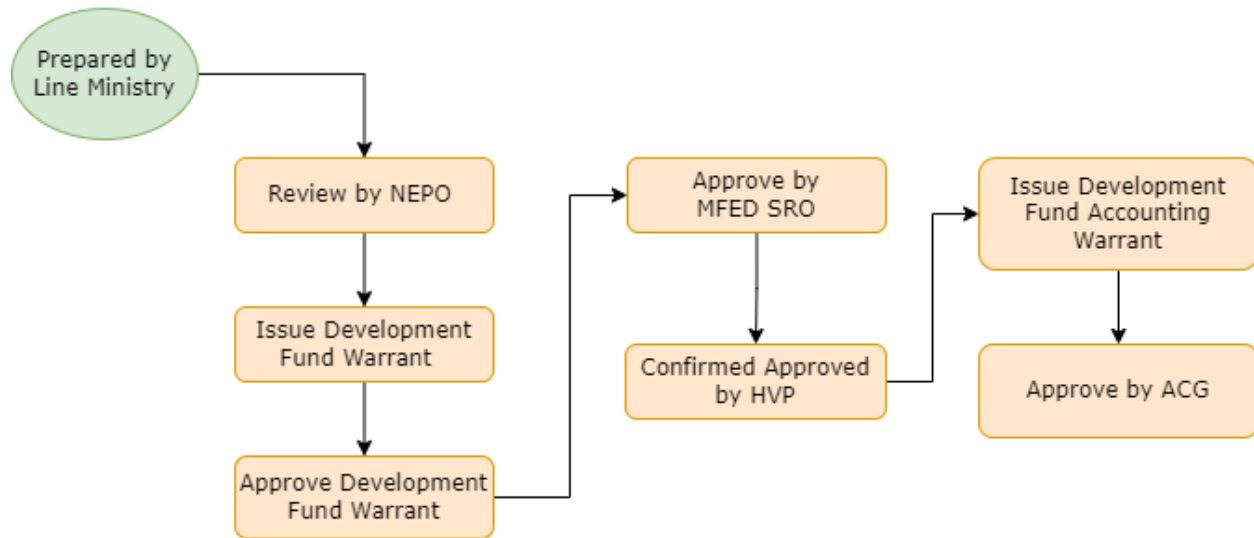 Prepared by
Line Ministry
Review by NEPO
Issue Development
Fund Warrant
Approve Development
Fund Warrant
Approve by
MFED SRO
Confirmed Approved
by HVP
Issue Development
Fund Accounting
Warrant
Approve by ACG